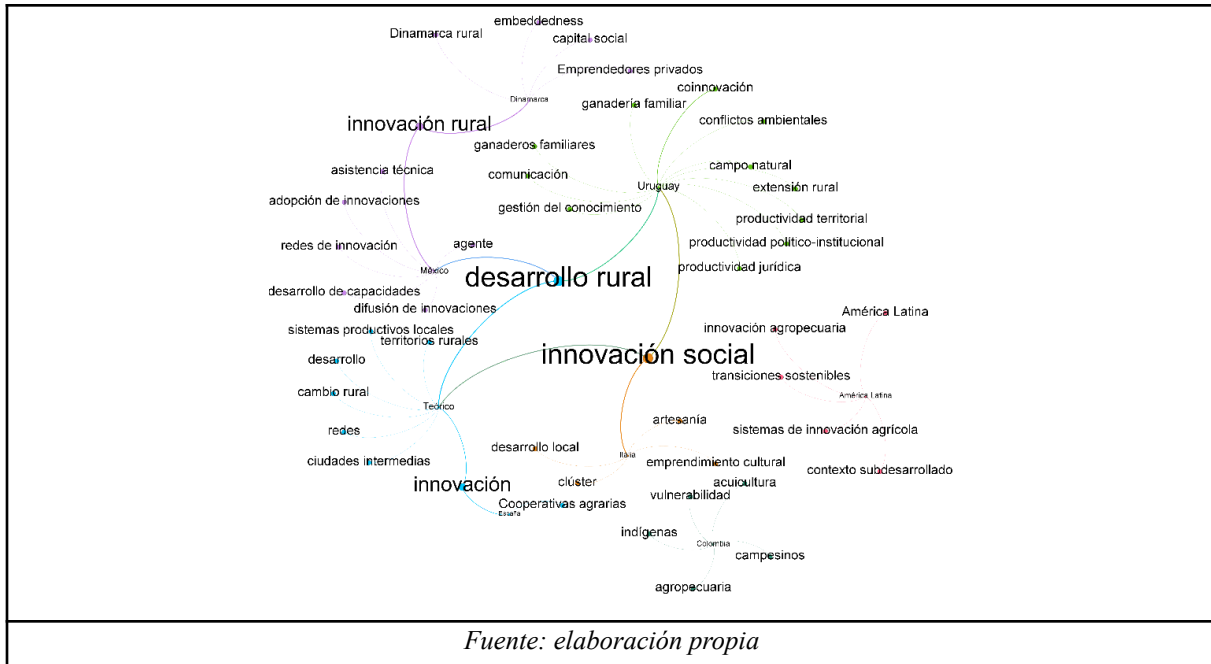 embeddedness
Dinamarca rural
capital social
Emprendedores privados
coinnovación
Dinamarca
ganadería familiar
innovación rural
conflictos ambientales
ganaderos familiares
asistencia técnica
campo natural
comunicación
Uruguay
extensión rural
adopción de innovaciones
gestión del conocimiento
productividad territorial
redes de innovación
agente
productividad político-institucional
México
desarrollo rural
productividad jurídica
desarrollo de capacidades
difusión de innovaciones
América Latina
sistemas productivos locales
innovación agropecuaria
territorios rurales
desarrollo
innovación social
transiciones sostenibles
cambio rural
América Latina
Teórico
artesanía
redes
sistemas de innovación agrícola
desarrollo local
Italia
ciudades intermedias
emprendimiento cultural
contexto subdesarrollado
clúster
innovación
acuicultura
vulnerabilidad
Cooperativas agrarias
España
indígenas
Colombia
campesinos
agropecuaria
Fuente: elaboración propia